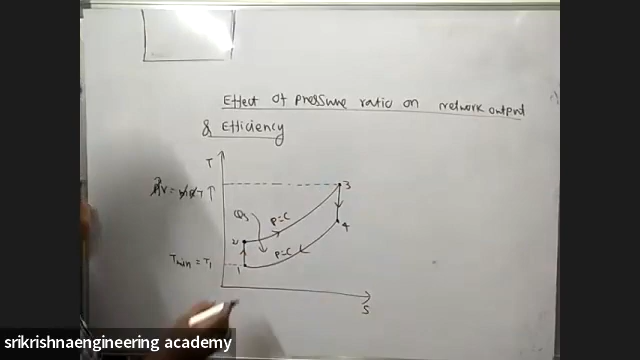 Effect of pressure ratio on network output
& Efficiency
T
3
Qs
P=C
4
2
P=C
Tmin = T1
1
S
srikrishnaengineering academy